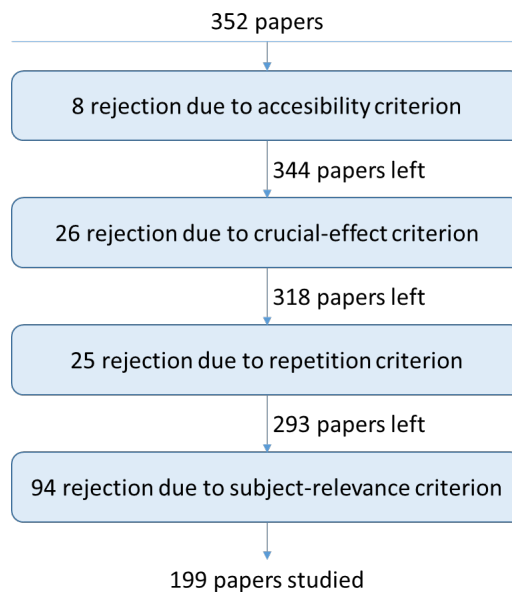 352 papers
8 rejection due to accesibility criterion
344 papers left
26 rejection due to crucial-effect criterion
318 papers left
25 rejection due to repetition criterion
293 papers left
94 rejection due to subject-relevance criterion
199 papers studied